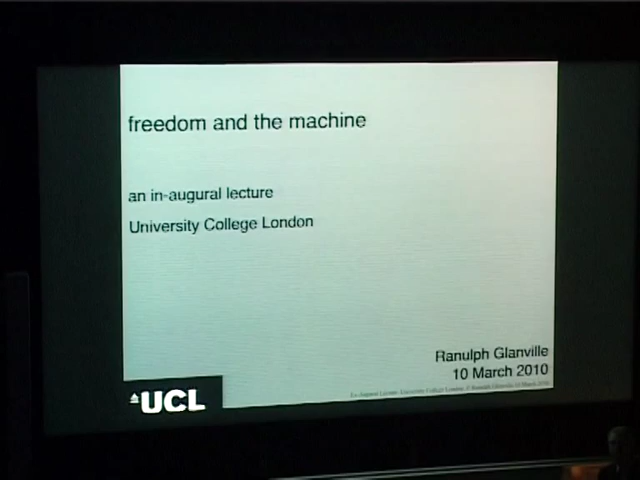 freedom and the machine
an in-augural lecture
University College London
Ranulph Glanville
10 March 2010
UCL